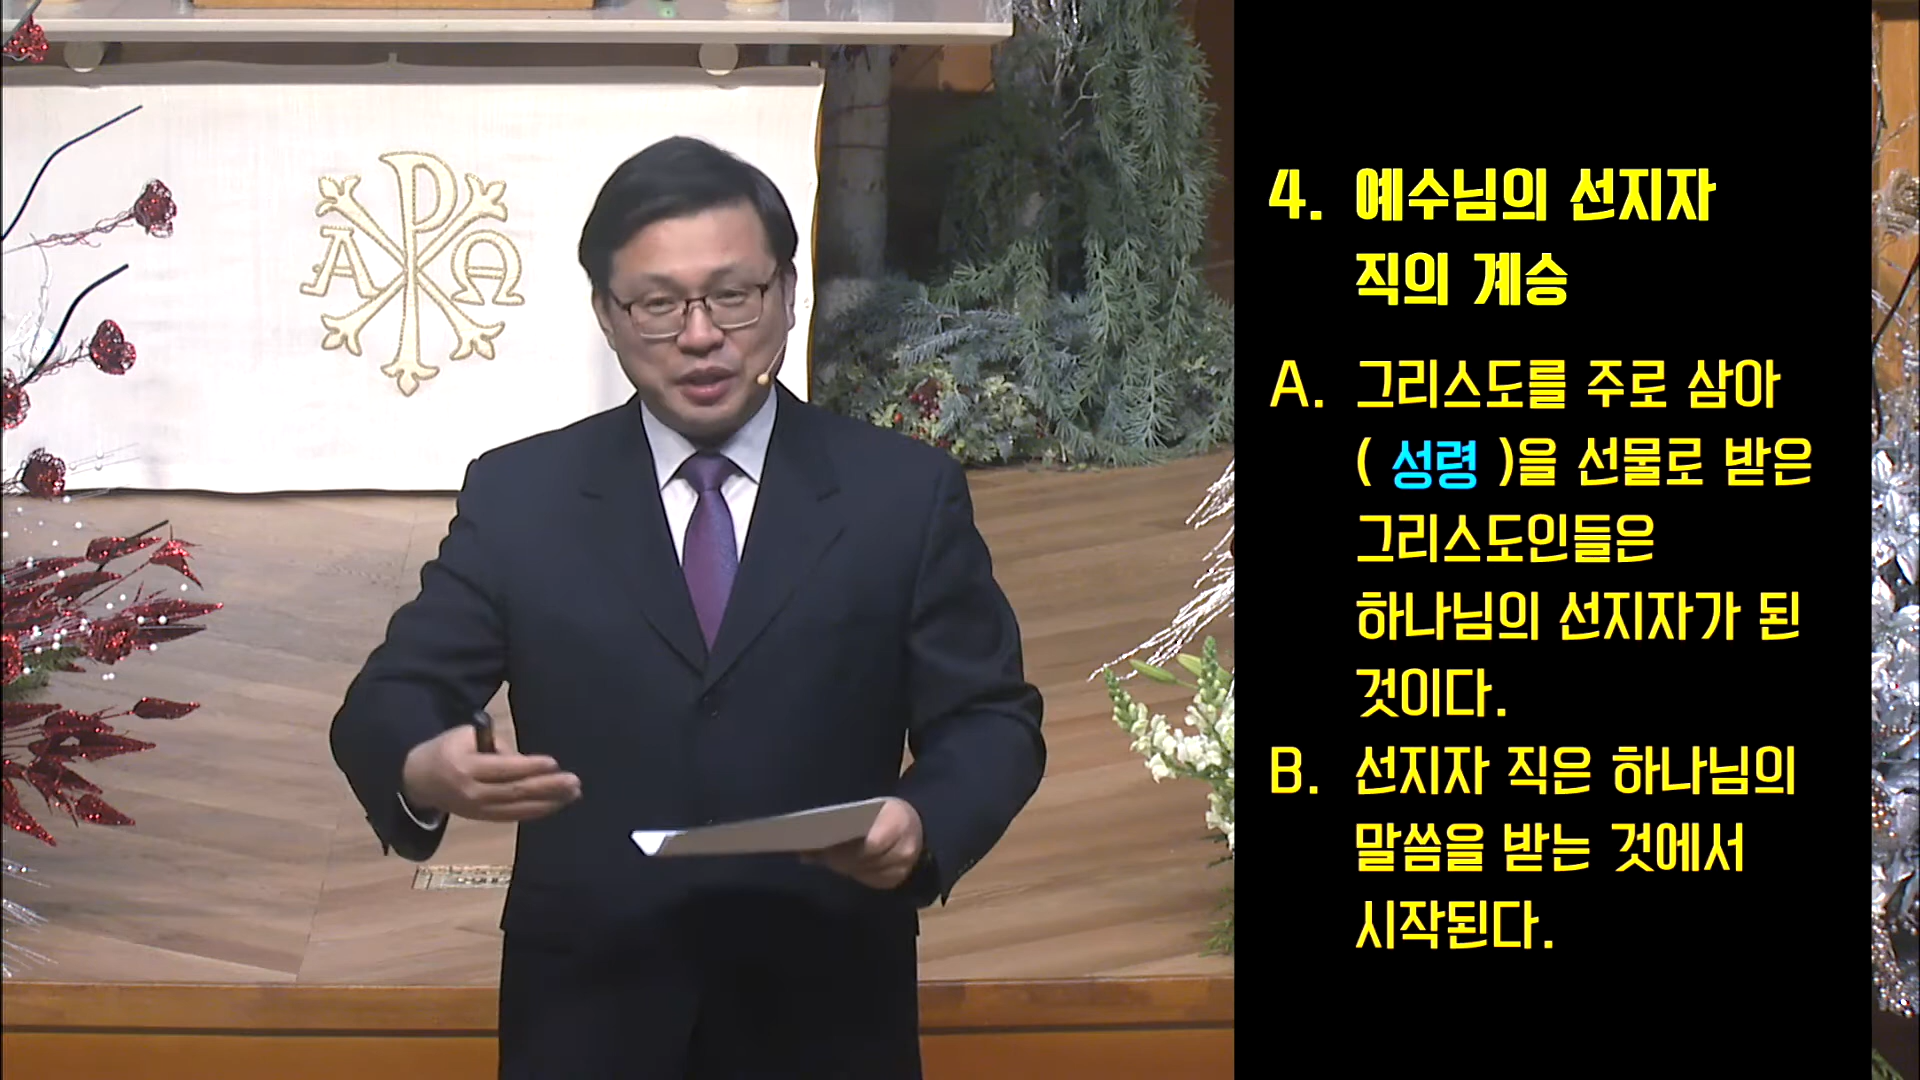 Α Ω
4. 예수님의 선지자
직의 계승
A. 그리스도를 주로 삼아
( 성령 )을 선물로 받은
그리스도인들은
하나님의 선지자가 된
것이다.
B. 선지자 직은 하나님의
말씀을 받는 것에서
시작된다.